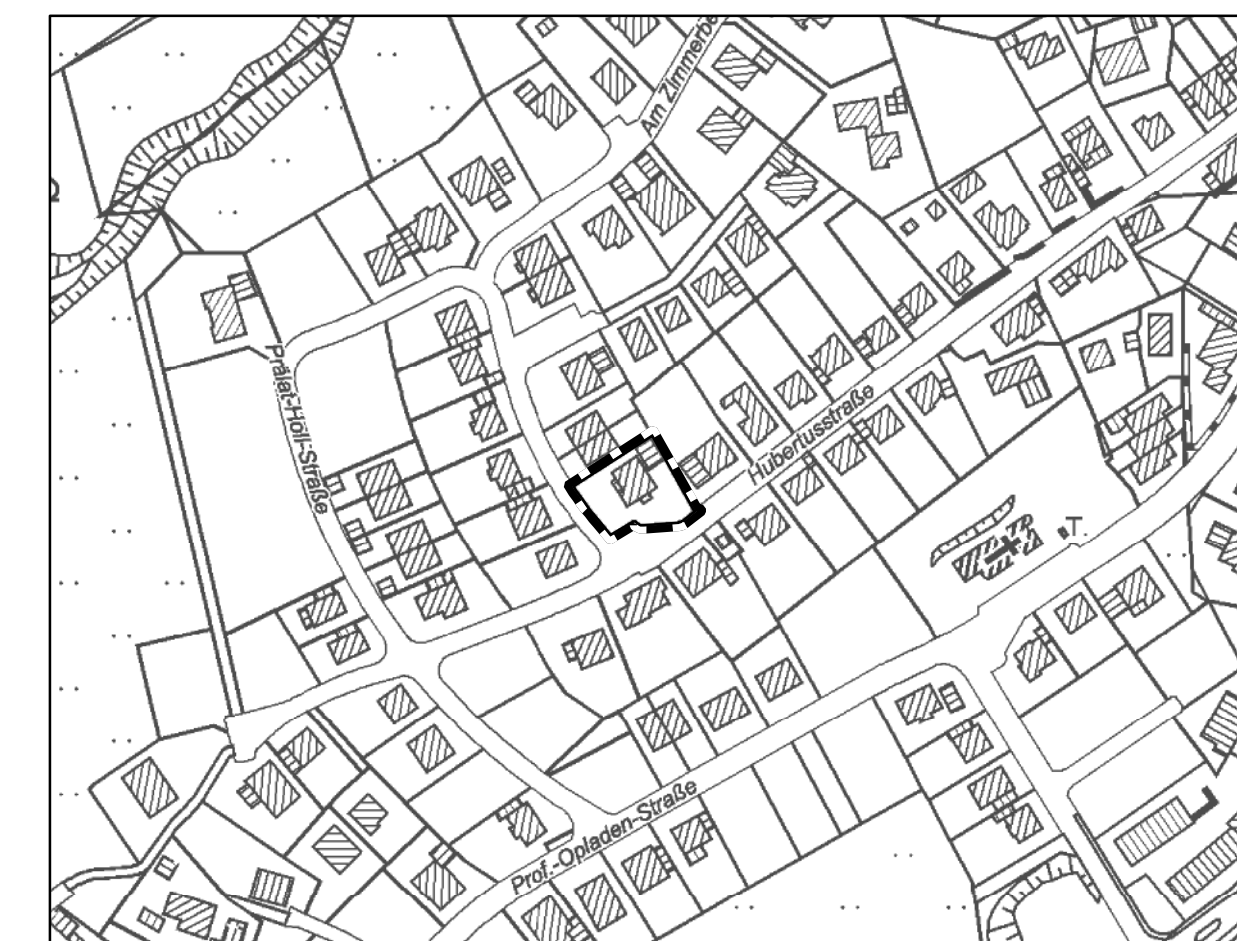 Am Zimmerbe
Prälat-Höll-Straße
Hubertusstraße
T.
Prof.-Opladen-Straße